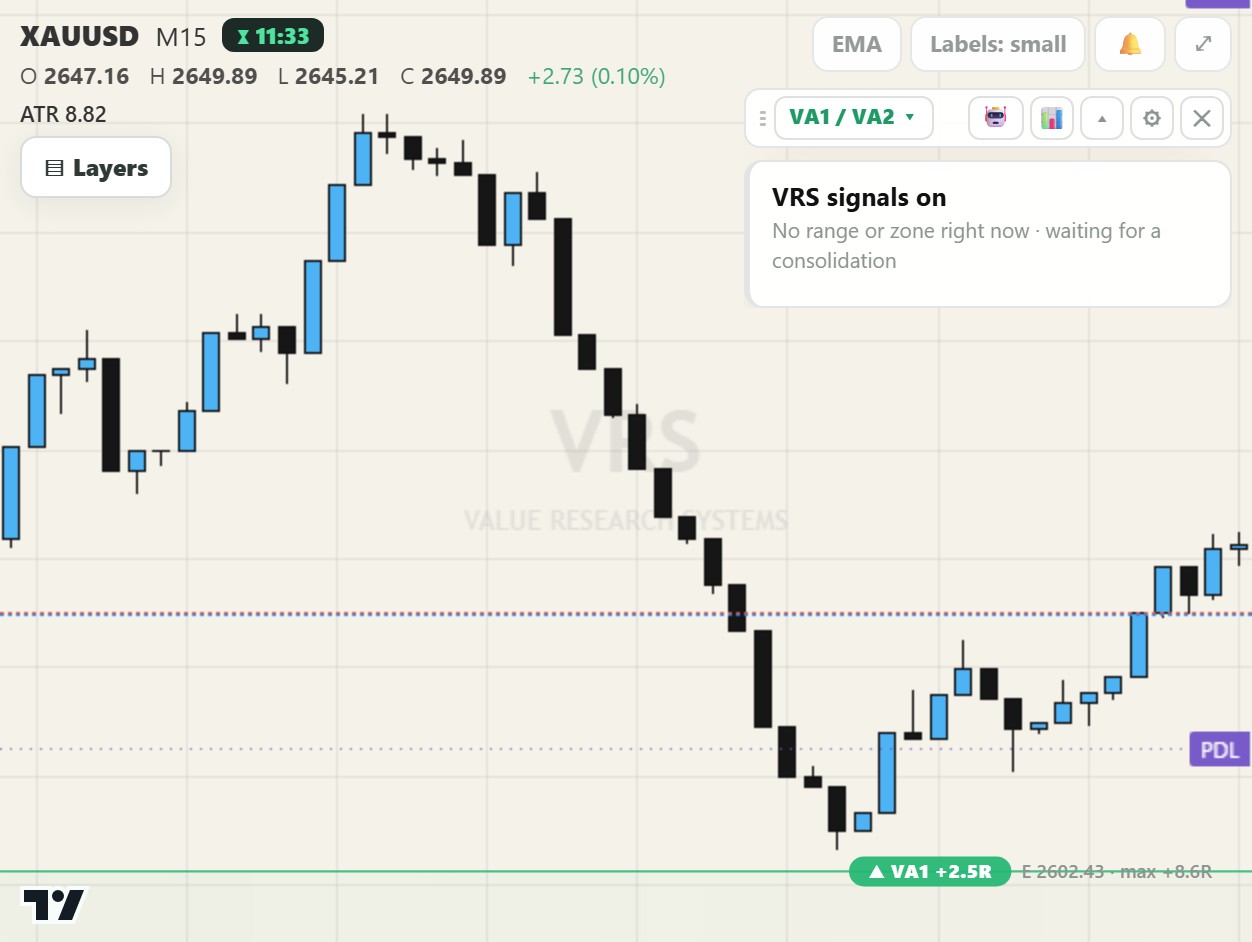 XAUUSD M15 11:33
O 2647.16 H 2649.89 L 2645.21 C 2649.89 +2.73 (0.10%)
ATR 8.82
Layers
EMA Labels: small
VA1 / VA2
VRS signals on
No range or zone right now · waiting for a
consolidation
VRS
VALUE RESEARCH SYSTEMS
PDL
▲ VA1 +2.5R E 2602.43 · max +8.6R